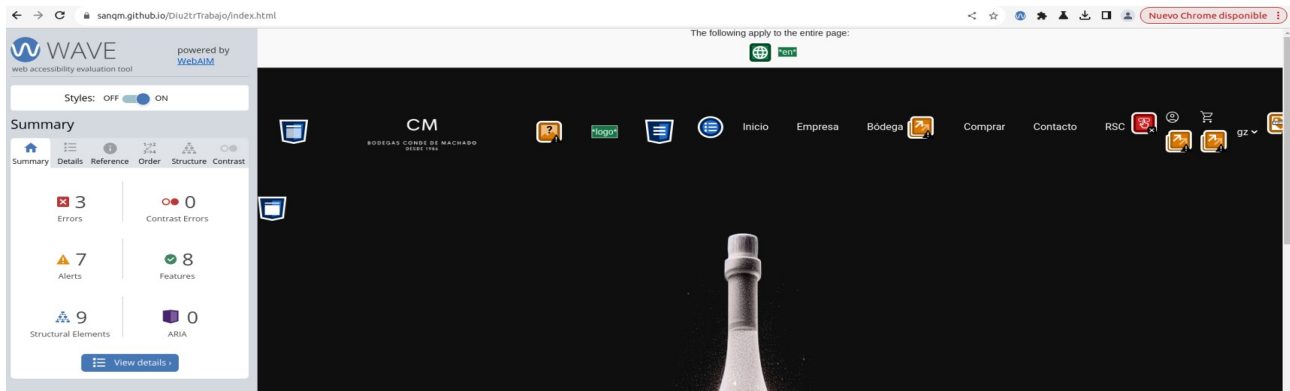 sanqm.github.io/Diu2trTrabajo/index.html
Nuevo Chrome disponible
WAVE
web accessibility evaluation tool
powered by
WebAIM
Styles: OFF ON
Summary
Summary Details Reference Order Structure Contrast
3
Errors
0
Contrast Errors
7
Alerts
8
Features
9
Structural Elements
0
ARIA
View details ›
The following apply to the entire page:
*en*
CM
BODEGAS CONDE DE MACHADO
DESDE 1986
*logo*
Inicio Empresa Bódega Comprar Contacto RSC gz